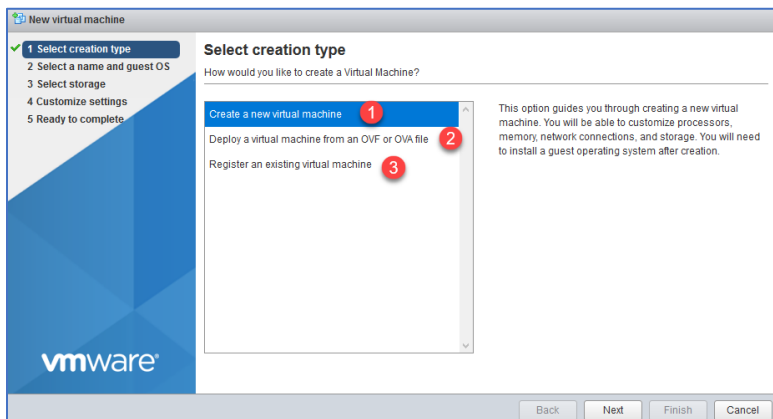 New virtual machine
1 Select creation type
2 Select a name and guest OS
3 Select storage
4 Customize settings
5 Ready to complete
vmware®
Select creation type
How would you like to create a Virtual Machine?
Create a new virtual machine 1
Deploy a virtual machine from an OVF or OVA file 2
Register an existing virtual machine 3
This option guides you through creating a new virtual
machine. You will be able to customize processors,
memory, network connections, and storage. You will need
to install a guest operating system after creation.
Back Next Finish Cancel